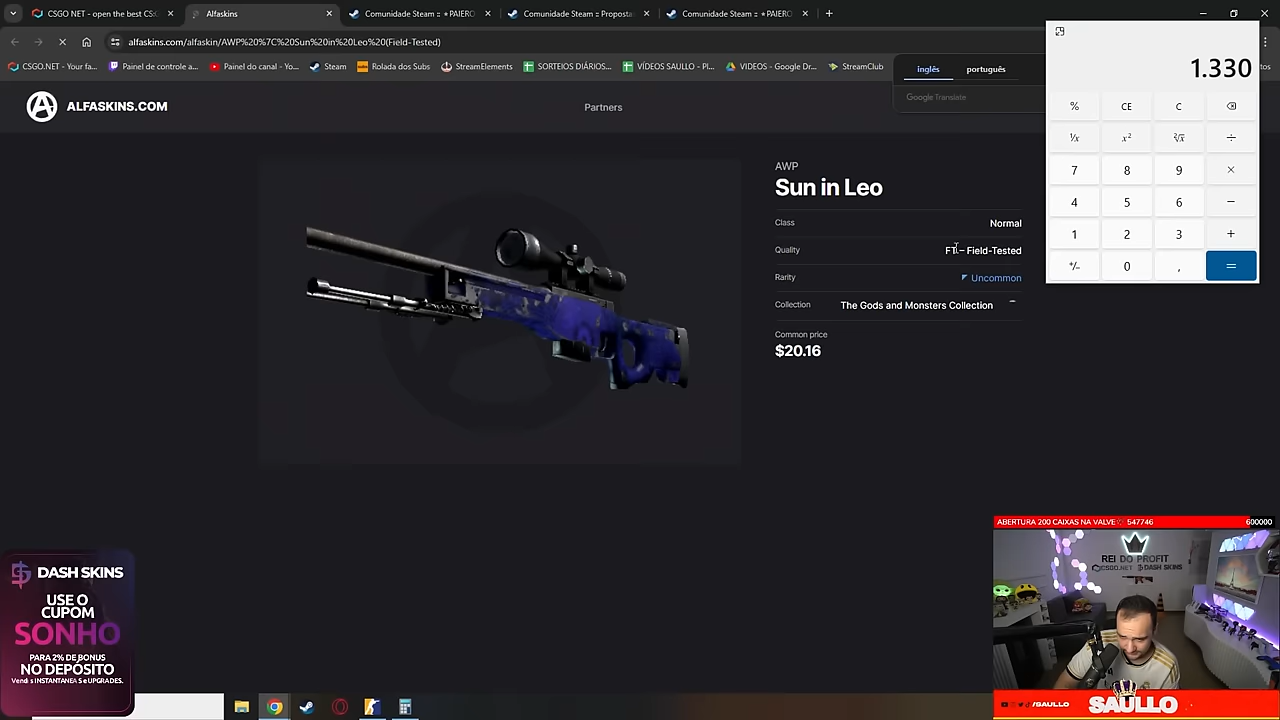 CSGO NET - open the best CS:
Alfaskins
Comunidade Steam :: ★PAIERO
Comunidade Steam :: Proposta
Comunidade Steam :: ★PAIERO
alfaskins.com/alfaskin/AWP%20%7C%20Sun%20in%20Leo%20(Field-Tested)
CSGO.NET - Your fa...
Painel de controle a...
Painel do canal - Yo...
Steam
Rolada dos Subs
StreamElements
SORTEIOS DIÁRIOS...
VIDEOS SAULLO - Pl...
VIDEOS - Google Dr...
StreamClub
inglês
português
Google Translate
ALFASKINS.COM
Partners
AWP
Sun in Leo
Class
Normal
Quality
FT – Field-Tested
Rarity
Uncommon
Collection
The Gods and Monsters Collection
Common price
$20.16
1.330
% CE C
¹/x x² ²√x ÷
7 8 9 ×
4 5 6 −
1 2 3 +
+/− 0 , =
DASH SKINS
USE O
CUPOM
SONHO
PARA 2% DE BONUS
NO DEPÓSITO
ABERTURA 200 CAIXAS NA VALVE
547746
600000
REI DO PROFIT
CSGO.NET DASH SKINS
/SAULLO
SAULLO